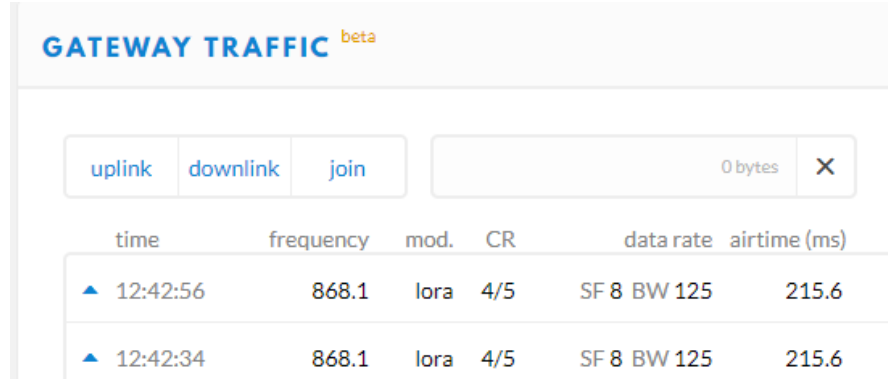 GATEWAY TRAFFIC beta
uplink downlink join 0 bytes ×
time frequency mod. CR data rate airtime (ms)
12:42:56 868.1 lora 4/5 SF 8 BW 125 215.6
12:42:34 868.1 lora 4/5 SF 8 BW 125 215.6